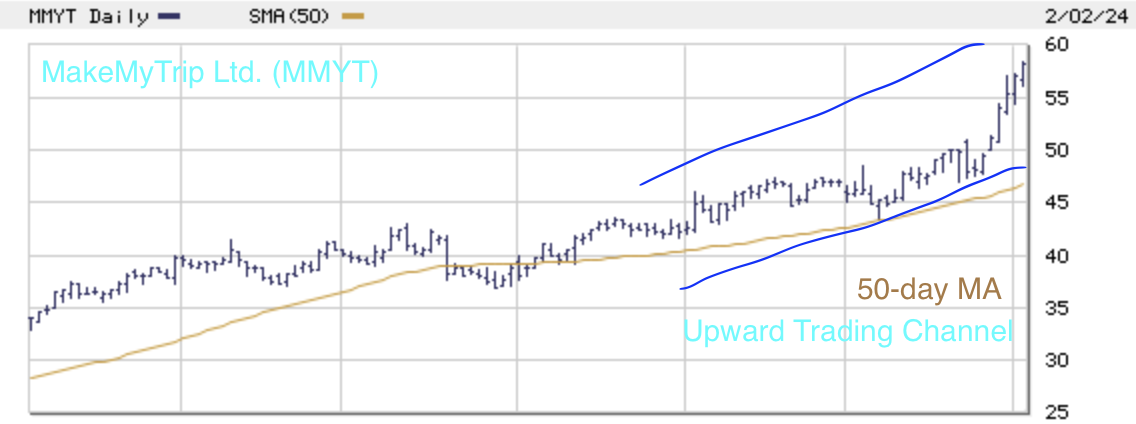 MMYT Daily SMA(50) 2/02/24
MakeMyTrip Ltd. (MMYT)
60
55
50
45
40
50-day MA
35
Upward Trading Channel
30
25